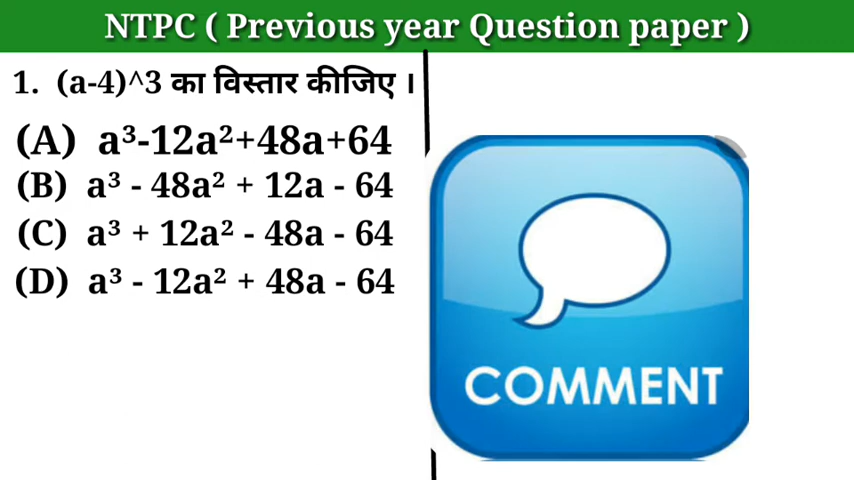 NTPC ( Previous year Question paper )
1. (a-4)^3 का विस्तार कीजिए ।
(A) a³-12a²+48a+64
(B) a³ - 48a² + 12a - 64
(C) a³ + 12a² - 48a - 64
(D) a³ - 12a² + 48a - 64
COMMENT